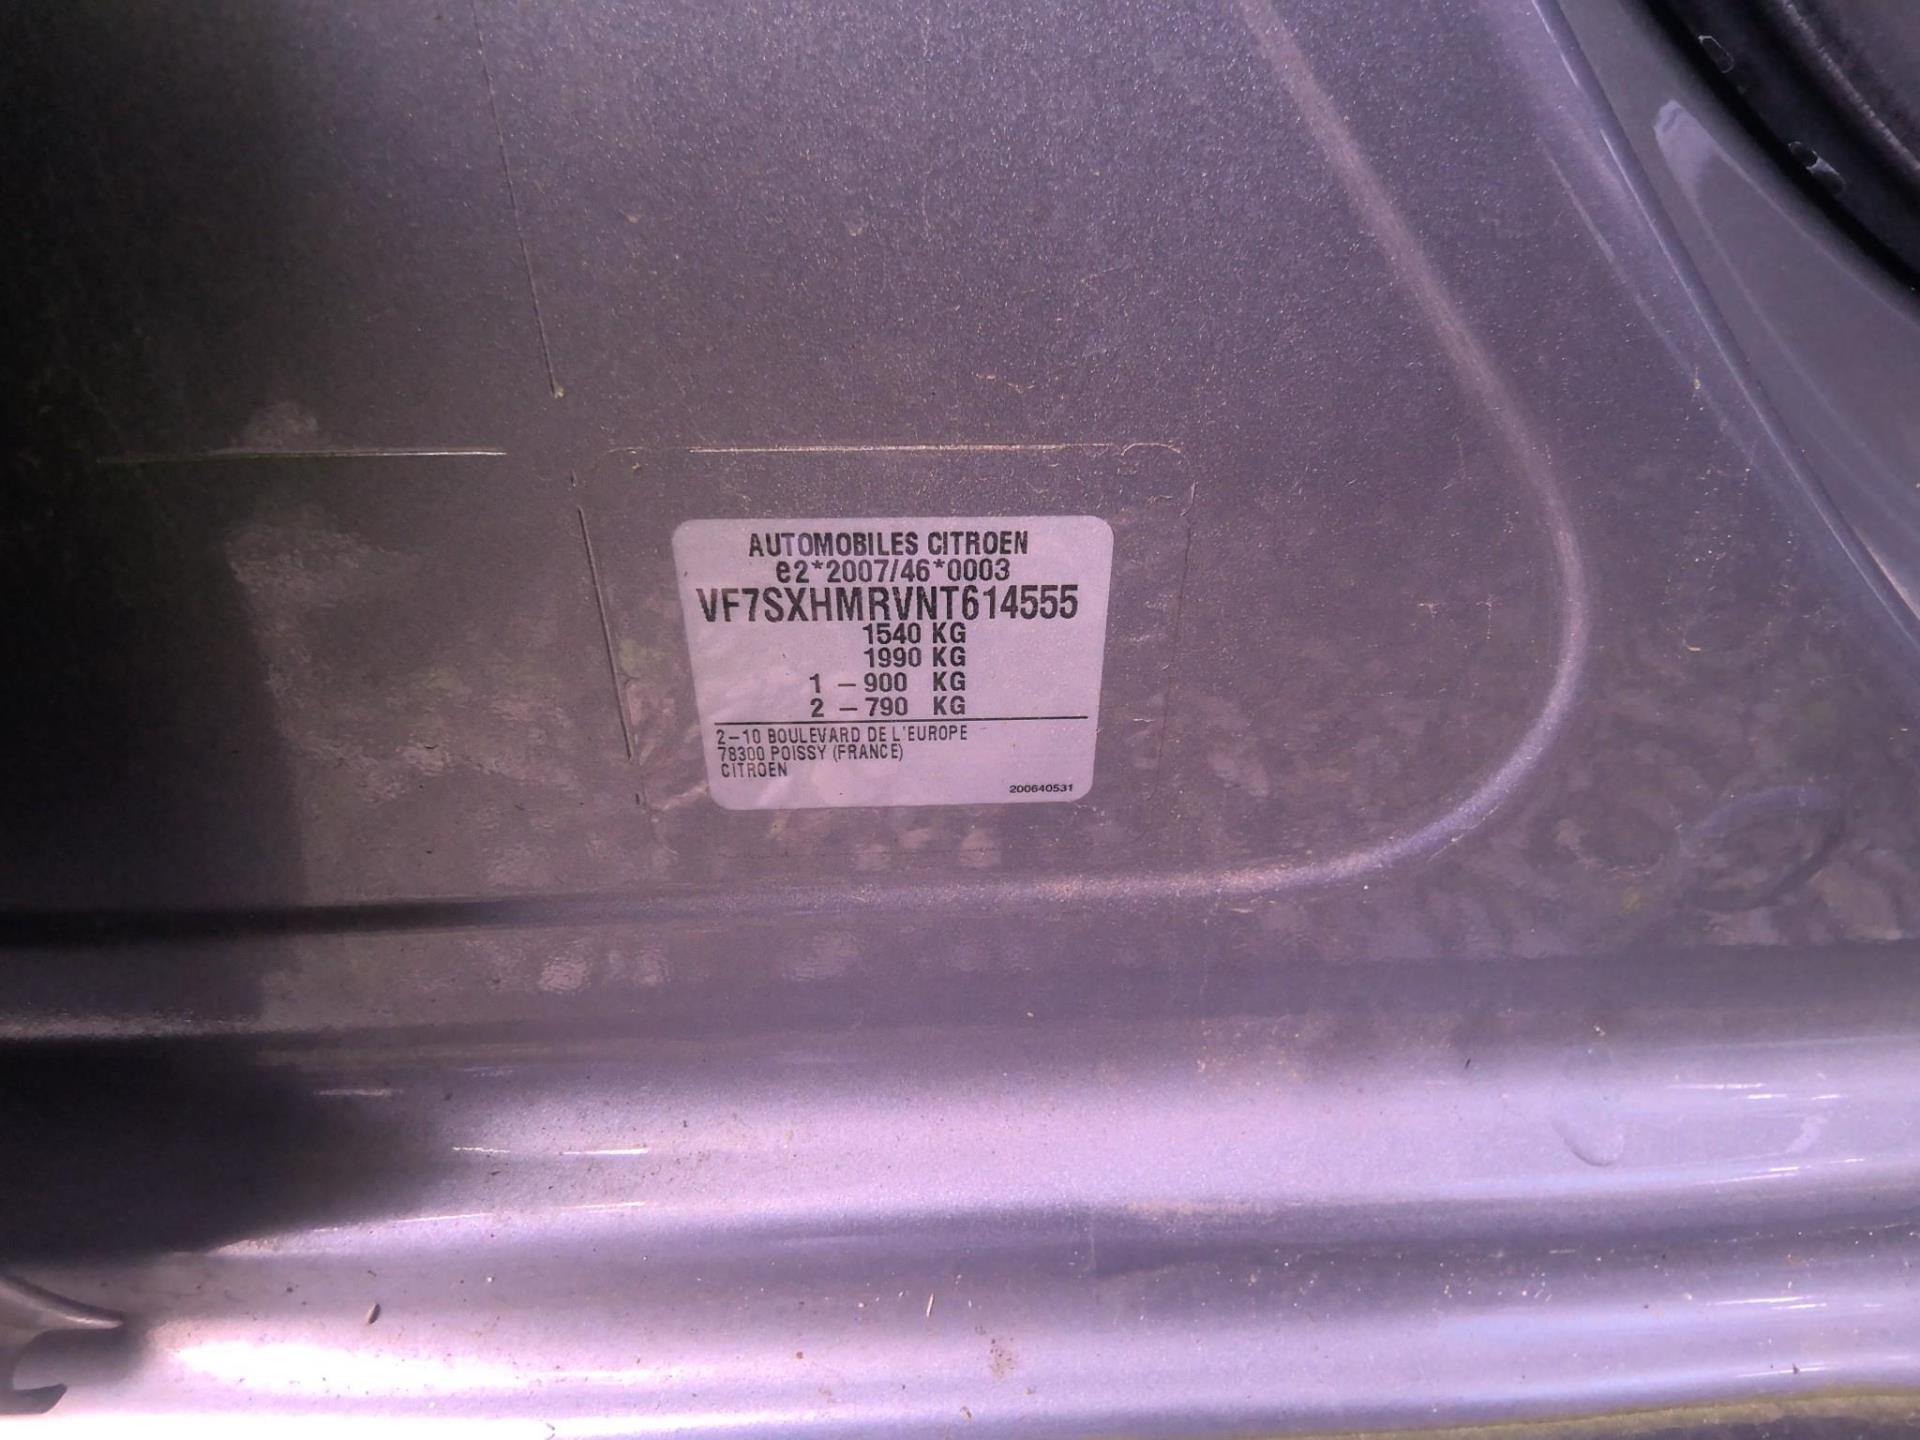 AUTOMOBILES CITROEN
e2*2007/46*0003
VF7SXHMRVNT614555
1540 KG
1990 KG
1 – 900 KG
2 – 790 KG
2–10 BOULEVARD DE L'EUROPE
78300 POISSY (FRANCE)
CITROEN
200640531